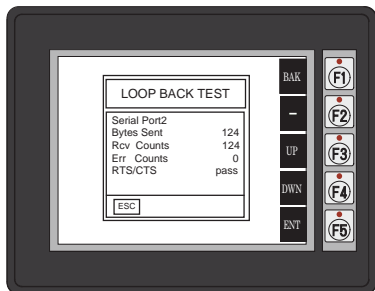 LOOP BACK TEST
Serial Port2
Bytes Sent 124
Rcv Counts 124
Err Counts 0
RTS/CTS pass
ESC
BAK
–
UP
DWN
ENT
F1
F2
F3
F4
F5